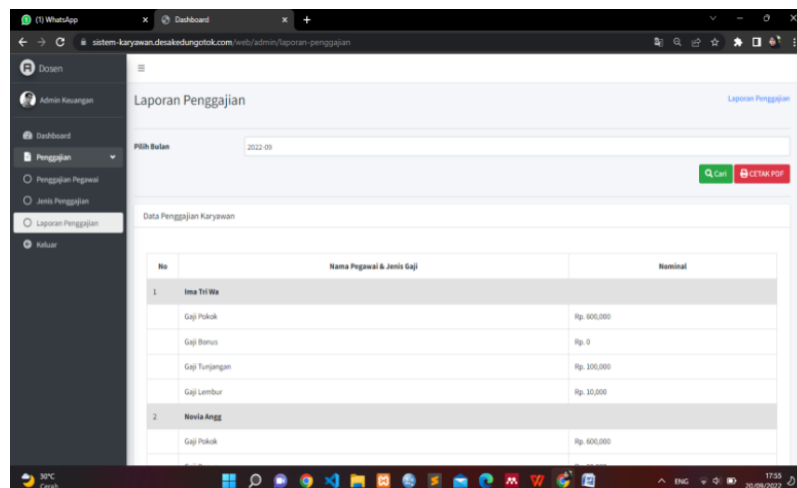 (1) WhatsApp
Dashboard
sistem-karyawan.desakedungotok.com/web/admin/laporan-penggajian
Dosen
Admin Keuangan
Dashboard
Penggajian
Penggajian Pegawai
Jenis Penggajian
Laporan Penggajian
Keluar
Laporan Penggajian
Laporan Penggajian
Pilih Bulan
2022-09
Cari
CETAK PDF
Data Penggajian Karyawan
No Nama Pegawai & Jenis Gaji Nominal
1 Ima Tri Wa
Gaji Pokok Rp. 600,000
Gaji Bonus Rp. 0
Gaji Tunjangan Rp. 100,000
Gaji Lembur Rp. 10,000
2 Novia Angg
Gaji Pokok Rp. 600,000
30°C
Cerah
ENG
17:55
20/09/2022